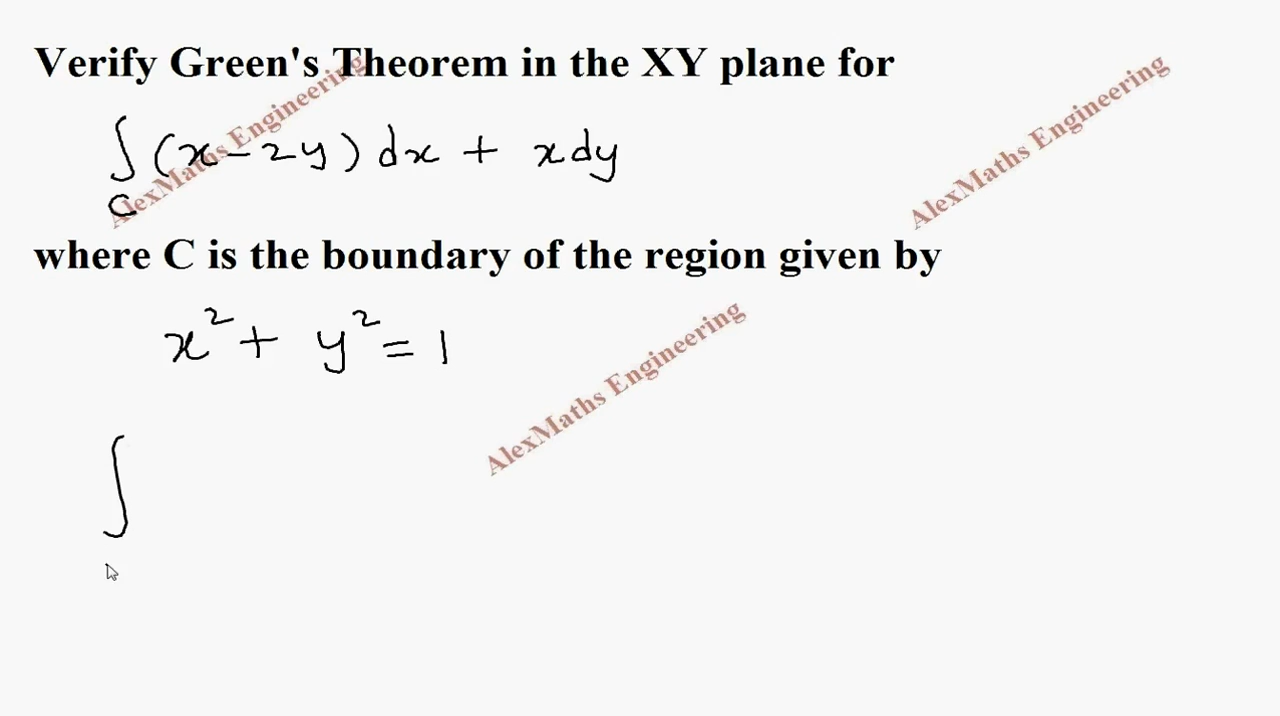 Verify Green's Theorem in the XY plane for
∫ (x-2y) dx + x dy
C
where C is the boundary of the region given by
x² + y² = 1
∫
AlexMaths Engineering
AlexMaths Engineering
AlexMaths Engineering